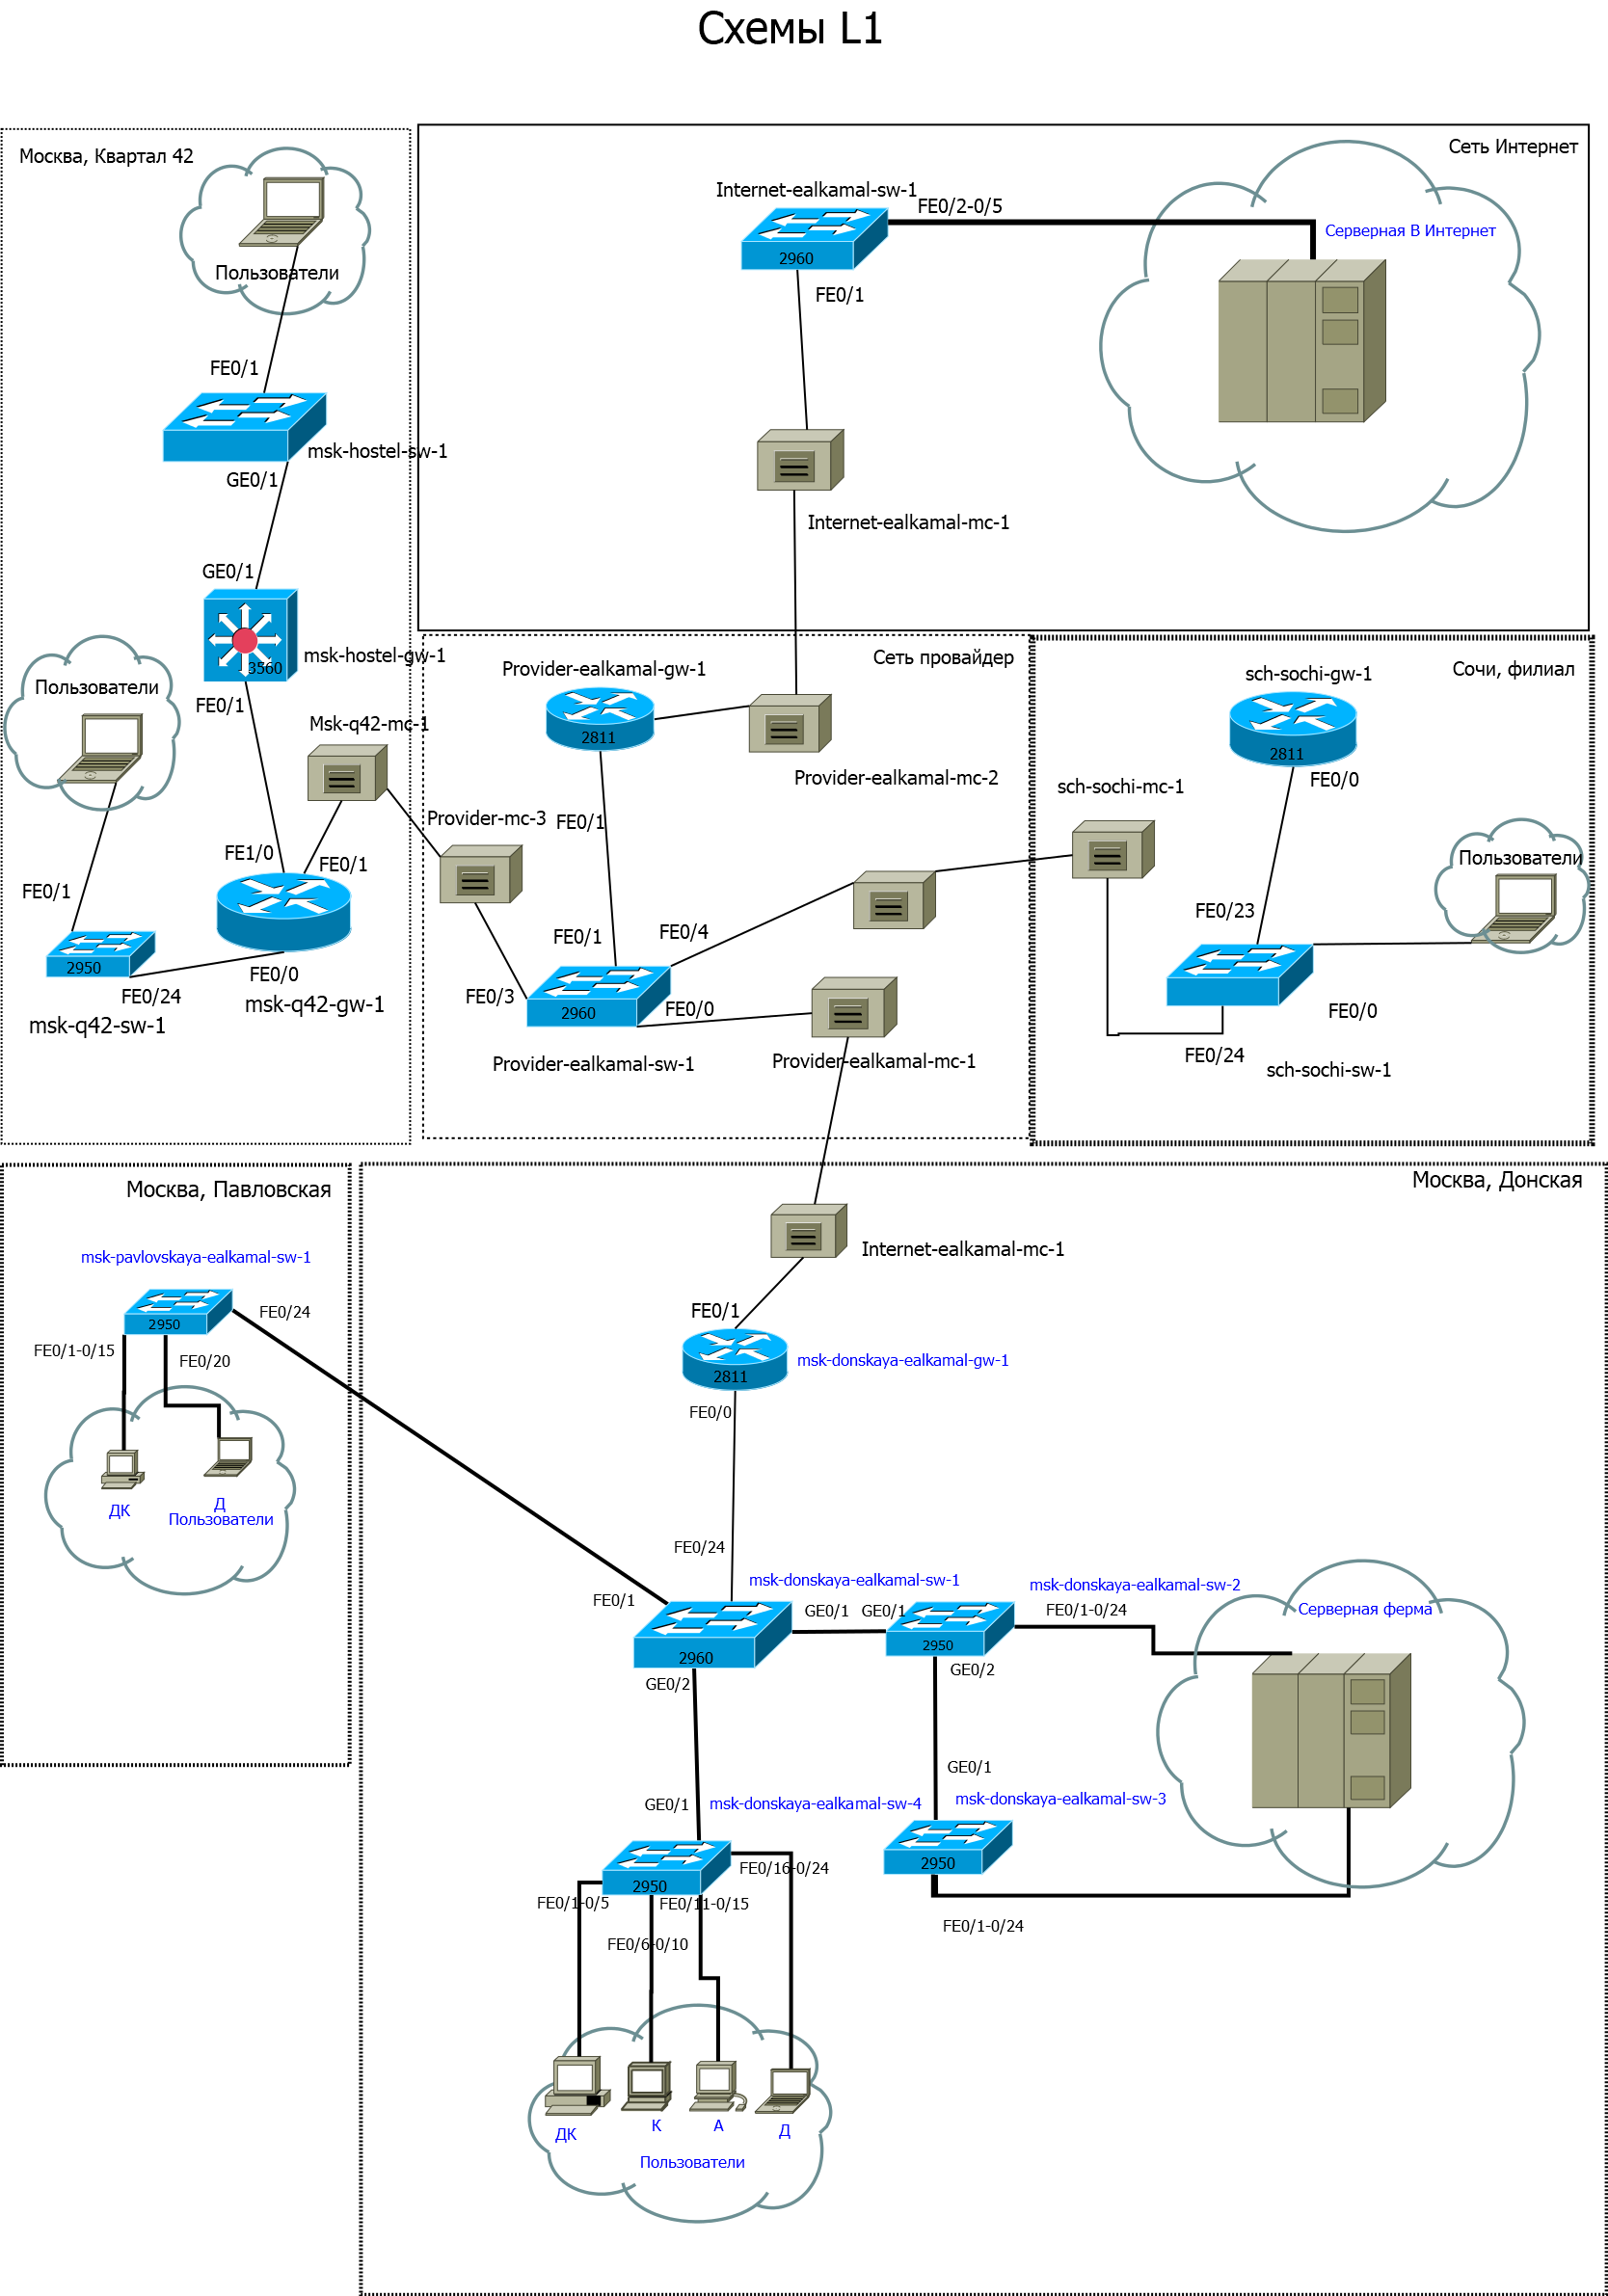 Схемы L1
Москва, Квартал 42
Пользователи
FE0/1
msk-hostel-sw-1
GE0/1
GE0/1
msk-hostel-gw-1
3560
FE0/1
Пользователи
Msk-q42-mc-1
FE1/0
FE0/1
FE0/1
2950
FE0/24
FE0/0
msk-q42-gw-1
msk-q42-sw-1
Сеть Интернет
Internet-ealkamal-sw-1
FE0/2-0/5
Серверная В Интернет
2960
FE0/1
Internet-ealkamal-mc-1
Сеть провайдер
Provider-ealkamal-gw-1
2811
Provider-ealkamal-mc-2
Provider-mc-3
FE0/1
FE0/1
FE0/4
FE0/3
2960
FE0/0
Provider-ealkamal-sw-1
Provider-ealkamal-mc-1
Сочи, филиал
sch-sochi-gw-1
2811
FE0/0
sch-sochi-mc-1
Пользователи
FE0/23
FE0/0
FE0/24
sch-sochi-sw-1
Москва, Павловская
msk-pavlovskaya-ealkamal-sw-1
2950
FE0/24
FE0/1-0/15
FE0/20
ДК
Д
Пользователи
Москва, Донская
Internet-ealkamal-mc-1
FE0/1
msk-donskaya-ealkamal-gw-1
2811
FE0/0
FE0/24
msk-donskaya-ealkamal-sw-1
msk-donskaya-ealkamal-sw-2
FE0/1
GE0/1
GE0/1
FE0/1-0/24
Серверная ферма
2960
2950
GE0/2
GE0/2
GE0/1
GE0/1
msk-donskaya-ealkamal-sw-4
msk-donskaya-ealkamal-sw-3
2950
2950
FE0/16-0/24
FE0/1-0/5
FE0/11-0/15
FE0/6-0/10
FE0/1-0/24
ДК
К
А
Д
Пользователи